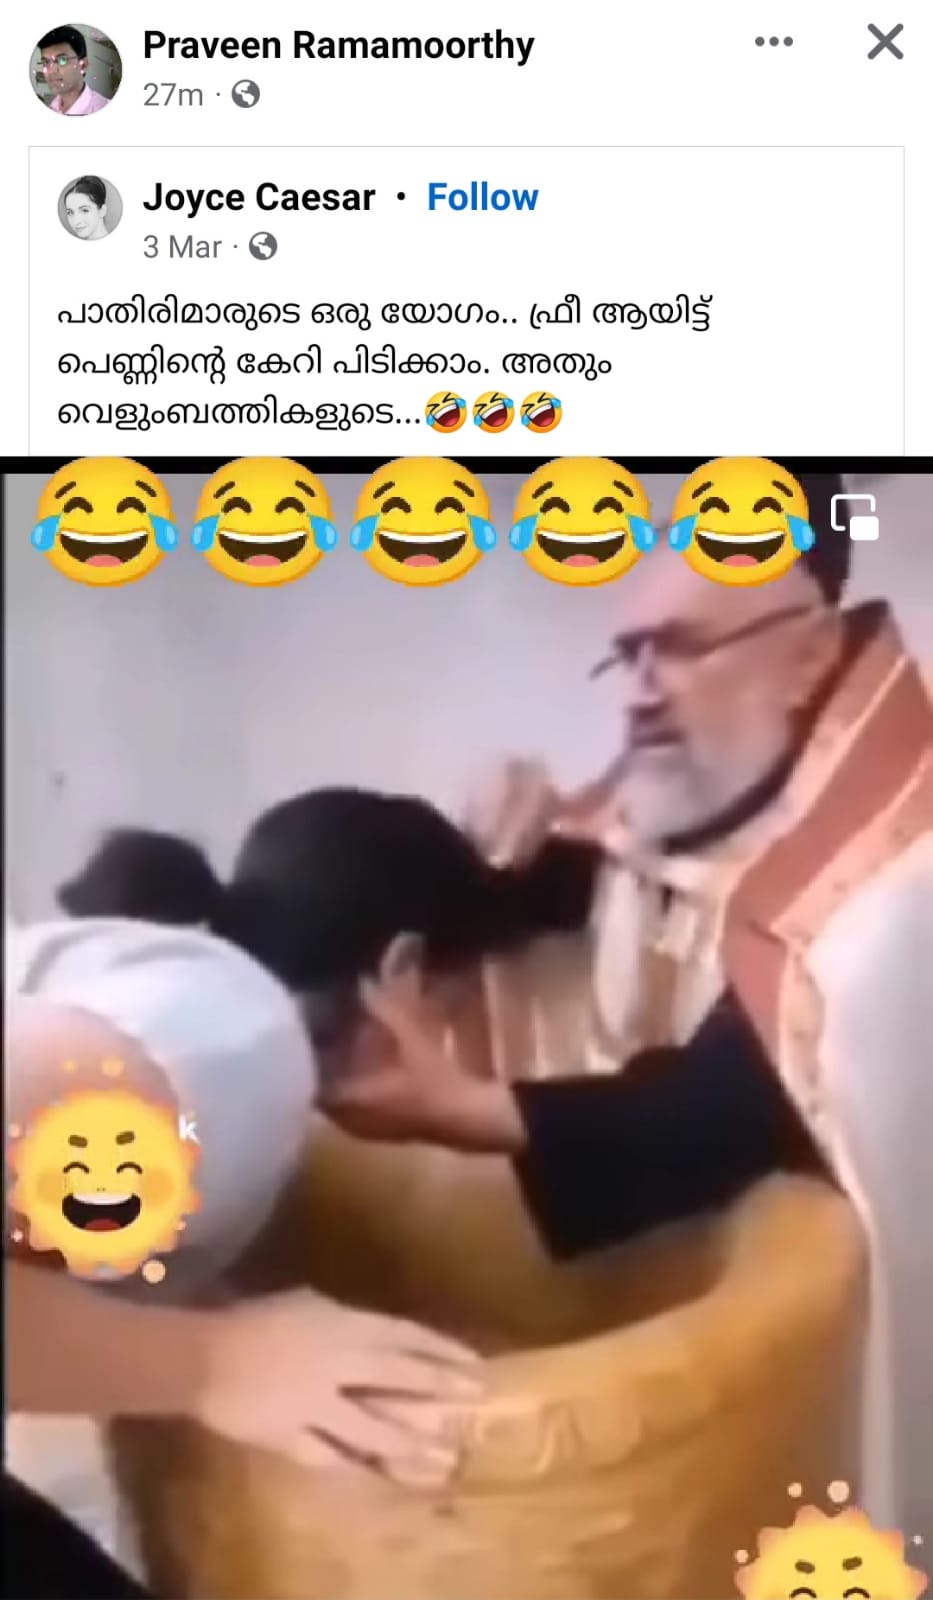 Praveen Ramamoorthy
27m ·
Joyce Caesar • Follow
3 Mar ·
പാതിരിമാരുടെ ഒരു യോഗം.. ഫ്രീ ആയിട്ട്
പെണ്ണിന്റെ കേറി പിടിക്കാം. അതും
വെളുംബത്തികളുടെ...🤣🤣🤣
k